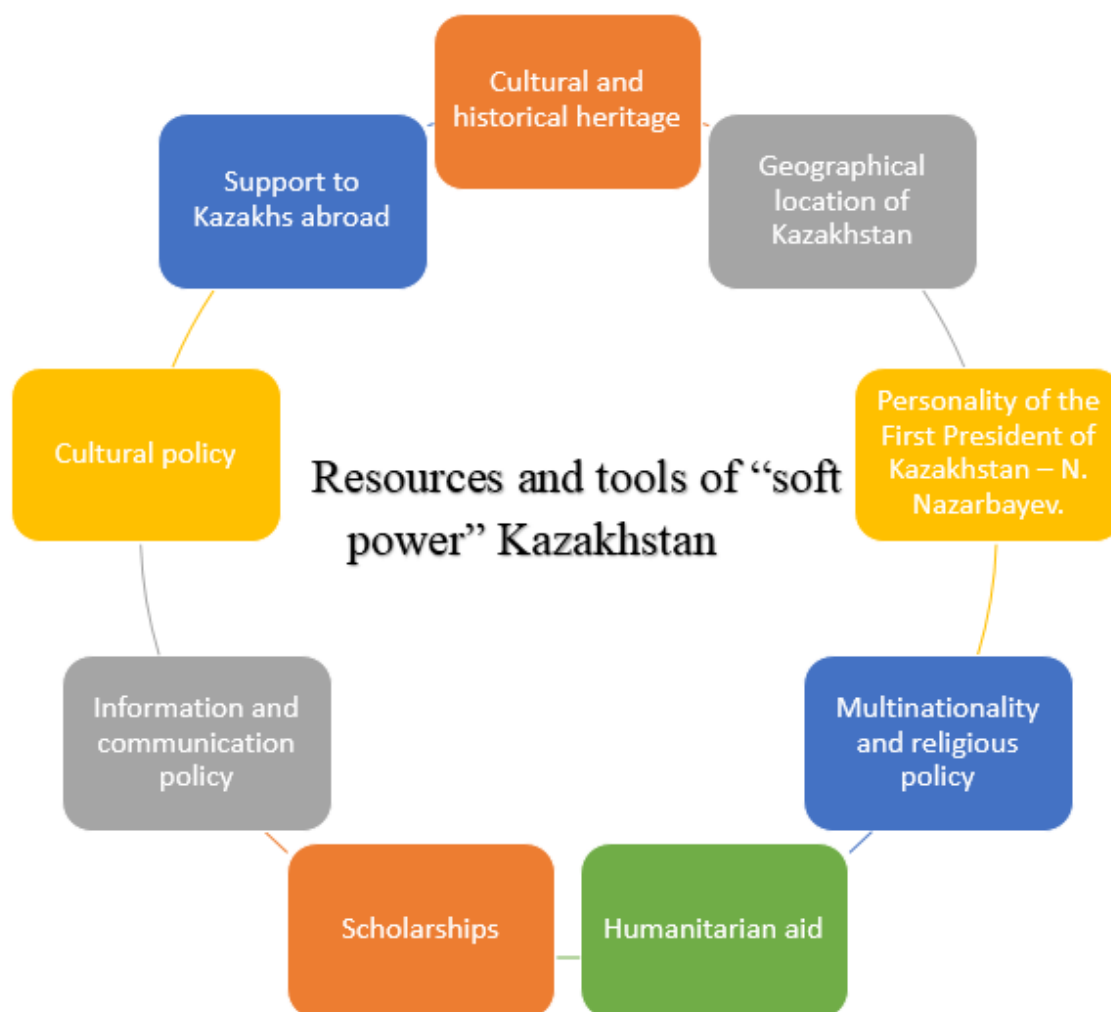 Cultural and
historical heritage
Geographical
location of
Kazakhstan
Personality of the
First President of
Kazakhstan – N.
Nazarbayev.
Multinationality
and religious
policy
Humanitarian aid
Scholarships
Information and
communication
policy
Cultural policy
Support to
Kazakhs abroad
Resources and tools of “soft
power” Kazakhstan